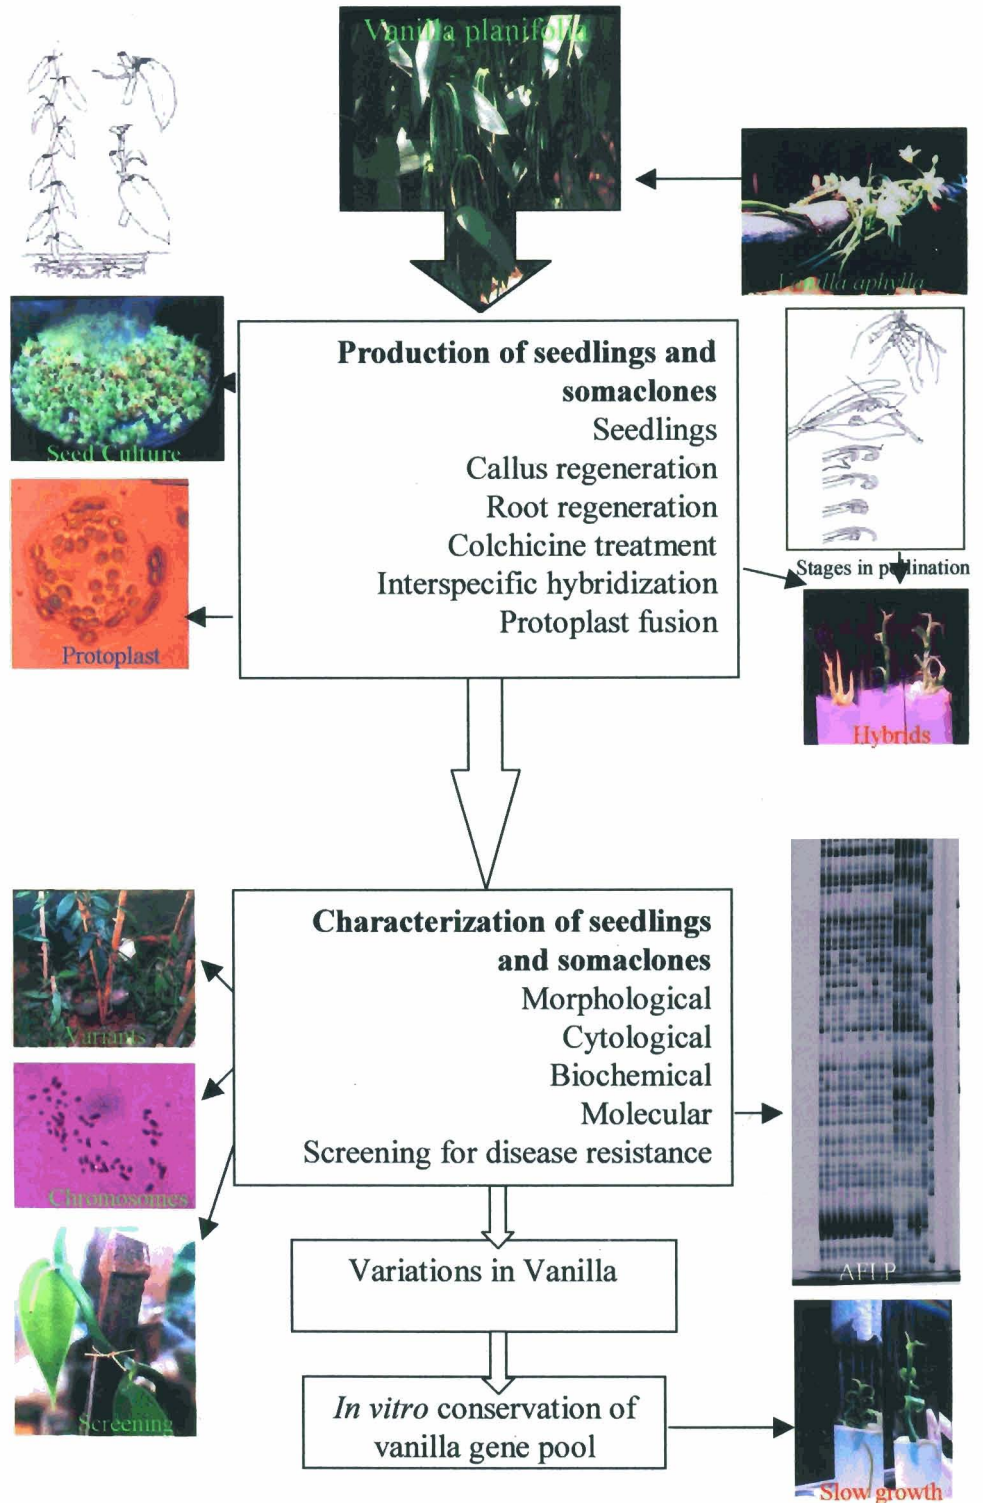 Vanilla planifolia
Vanilla aphylla
Production of seedlings and
somaclones
Seedlings
Callus regeneration
Root regeneration
Colchicine treatment
Interspecific hybridization
Protoplast fusion
Seed Culture
Protoplast
Stages in pollination
Hybrids
Characterization of seedlings
and somaclones
Morphological
Cytological
Biochemical
Molecular
Screening for disease resistance
Variants
Chromosomes
Screening
AFLP
Variations in Vanilla
In vitro conservation of
vanilla gene pool
Slow growth